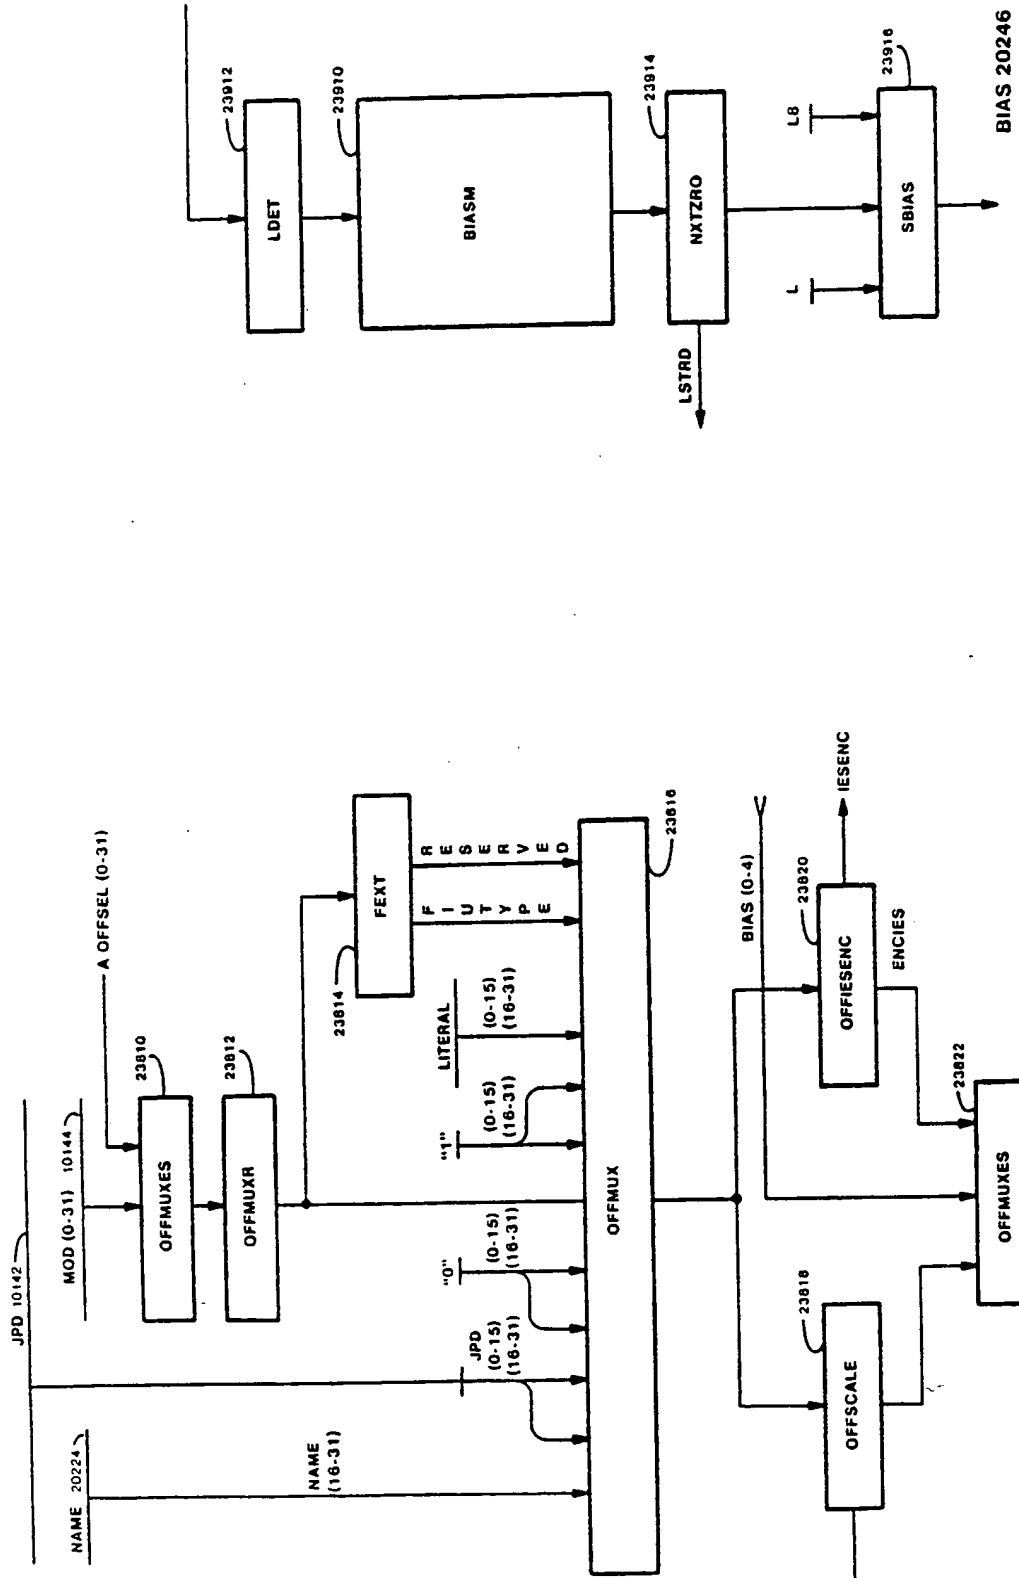 23912
LDET
23910
BIASM
23914
NXTZRO
LSTRD
L
L8
23916
SBIAS
BIAS 20246
JPD 10142
A OFFSEL (0-31)
MOD (0-31) 10144
NAME 20224
23810
OFFMUXES
23812
OFFMUXR
FEXT
23814
FIUTYPE
RESERVED
NAME
(16-31)
JPD
(0-15)
(16-31)
"0"
(0-15)
(16-31)
"1"
(0-15)
(16-31)
LITERAL
(0-15)
(16-31)
OFFMUX
23816
BIAS (0-4)
23818
OFFSCALE
23820
OFFIESENC
IESENC
ENCIES
23822
OFFMUXES